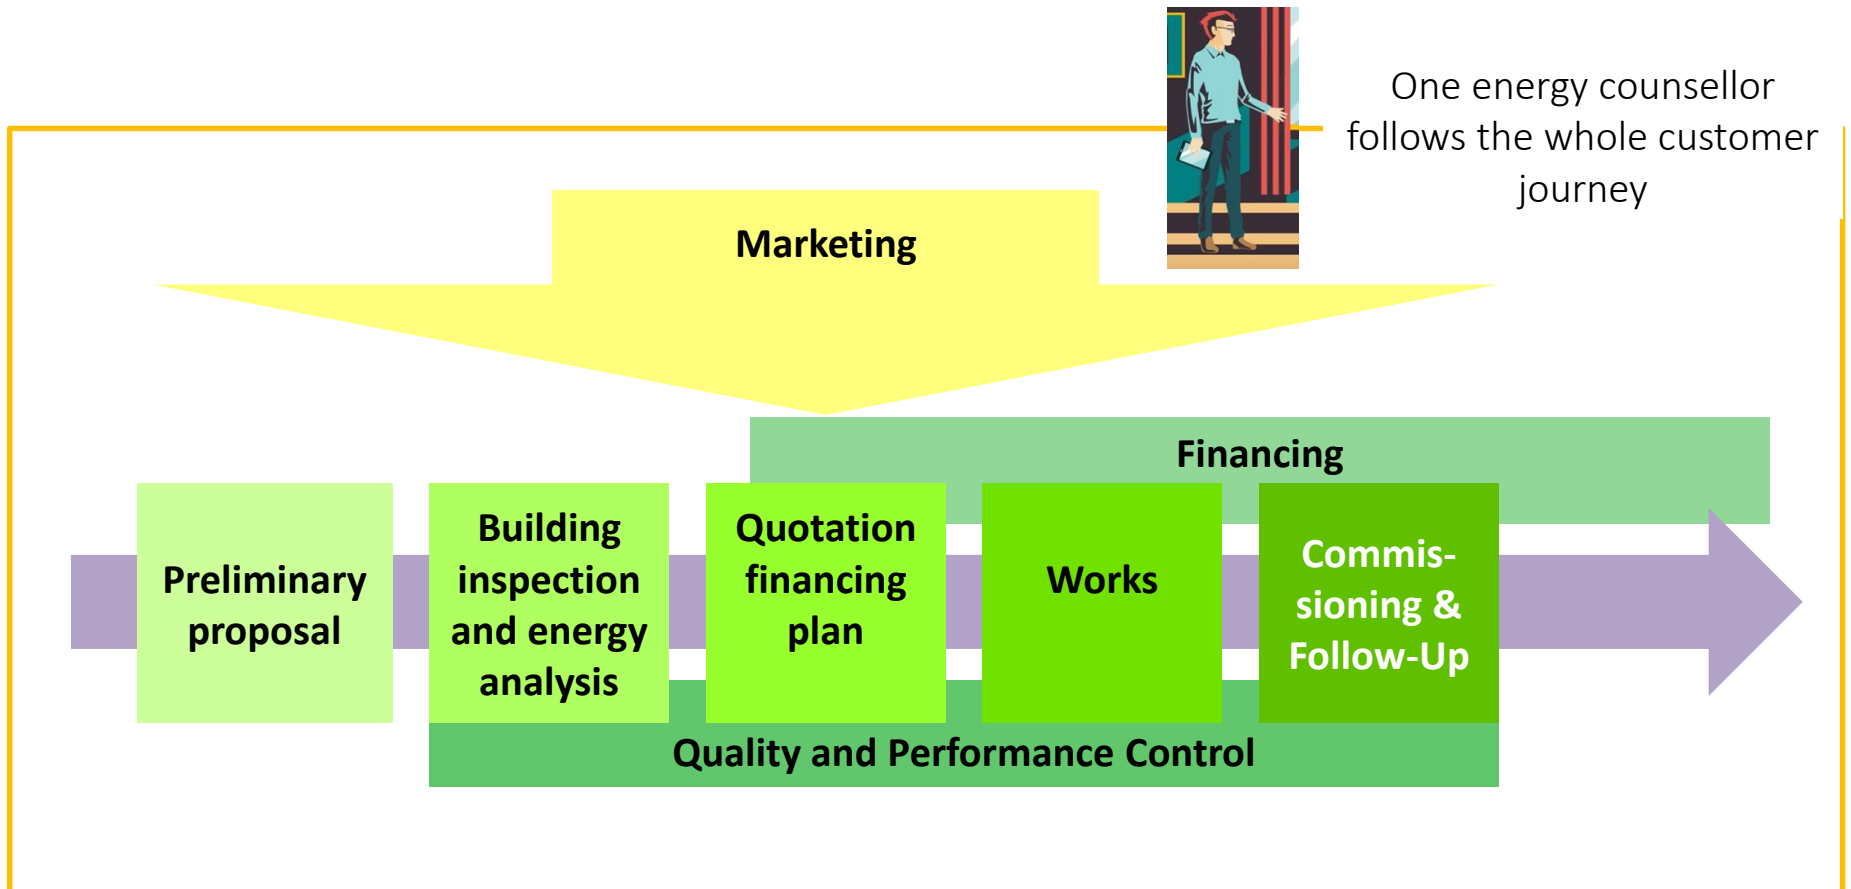 One energy counsellor
follows the whole customer
journey
Marketing
Financing
Preliminary
proposal
Building
inspection
and energy
analysis
Quotation
financing
plan
Works
Commis-
sioning &
Follow-Up
Quality and Performance Control